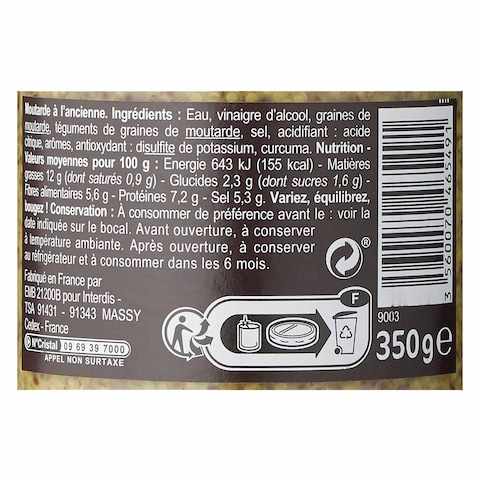 Moutarde à l'ancienne. Ingrédients : Eau, vinaigre d'alcool, graines de
moutarde, téguments de graines de moutarde, sel, acidifiant : acide
citrique, arômes, antioxydant : disulfite de potassium, curcuma. Nutrition -
Valeurs moyennes pour 100 g : Energie 643 kJ (155 kcal) - Matières
grasses 12 g (dont saturés 0,9 g) - Glucides 2,3 g (dont sucres 1,6 g) -
Fibres alimentaires 5,6 g - Protéines 7,2 g - Sel 5,3 g. Variez, équilibrez,
bougez ! Conservation : À consommer de préférence avant le : voir la
date indiquée sur le bocal. Avant ouverture, à conserver
à température ambiante. Après ouverture, à conserver
au réfrigérateur et à consommer dans les 6 mois.
Fabriqué en France par
EMB 21200B pour Interdis -
TSA 91431 - 91343 MASSY
Cedex - France
N°Cristal 09 69 39 7000
APPEL NON SURTAXE
F
®
3 560070 465491
9003
350g e